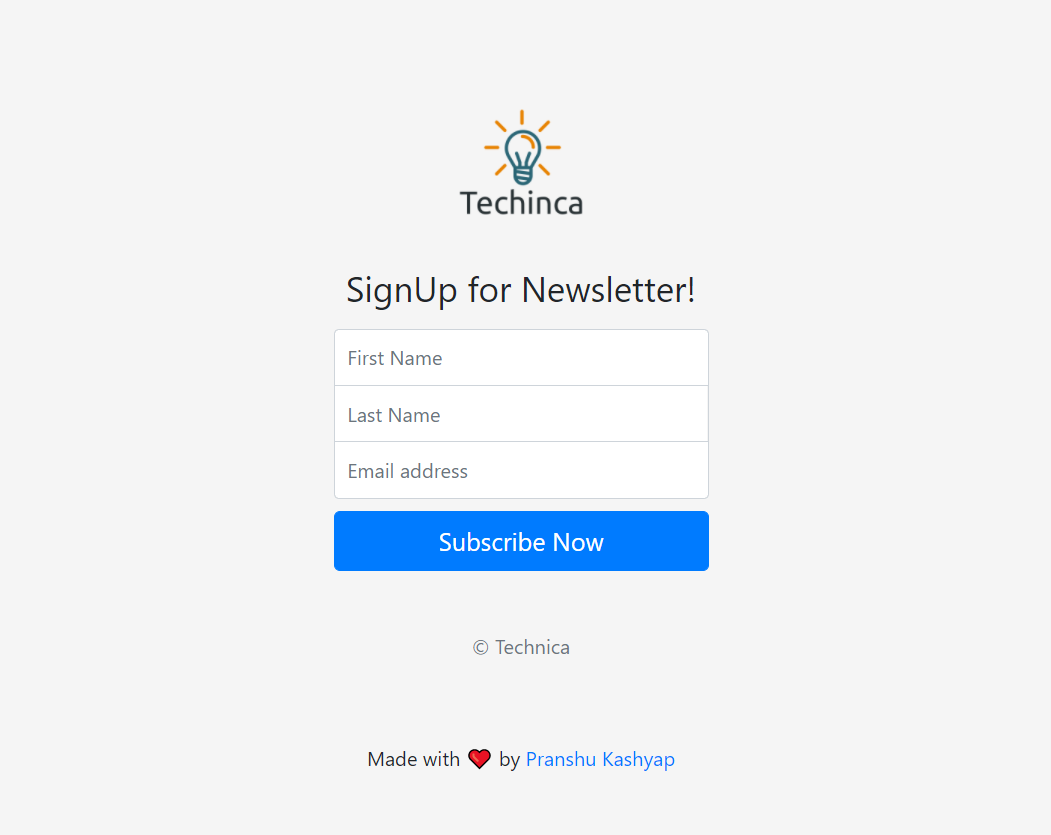 Techinca
SignUp for Newsletter!
First Name
Last Name
Email address
Subscribe Now
© Technica
Made with ❤ by Pranshu Kashyap